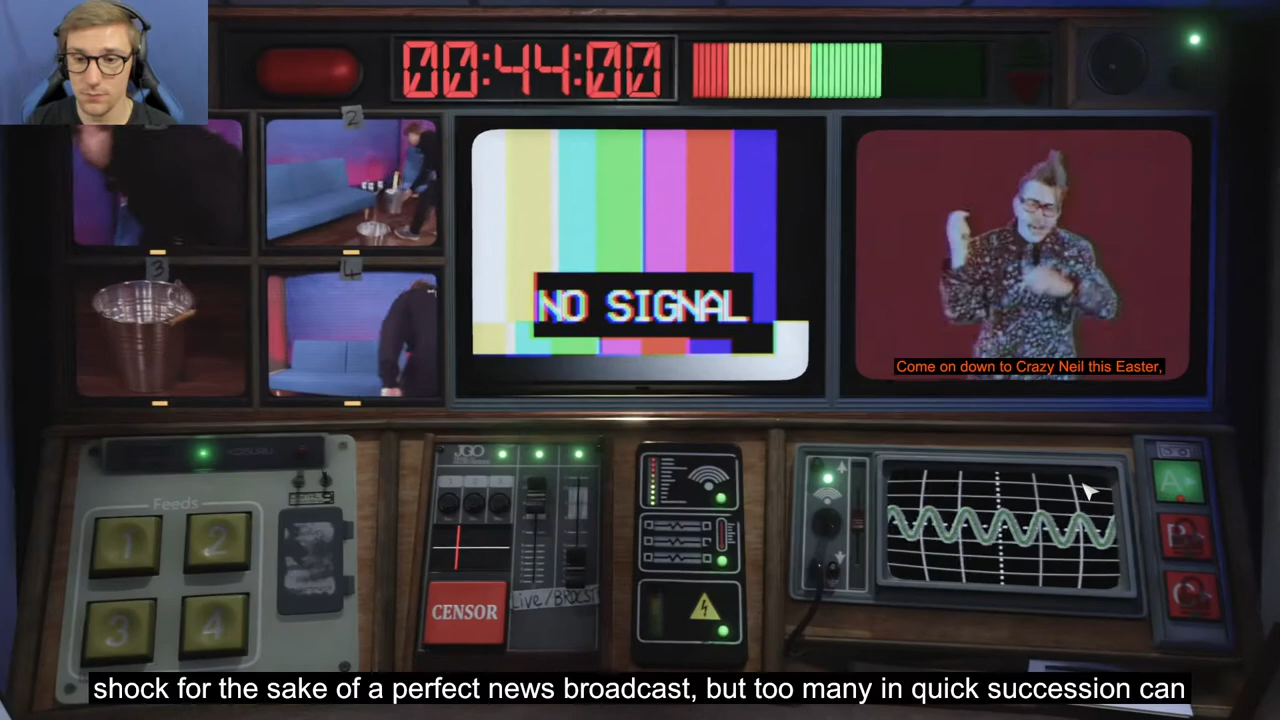 00:44:00
2
3
4
NO SIGNAL
Come on down to Crazy Neil this Easter,
JGO
Feeds
1
2
3
4
CENSOR
Live/BRDCST
A
B
C
shock for the sake of a perfect news broadcast, but too many in quick succession can